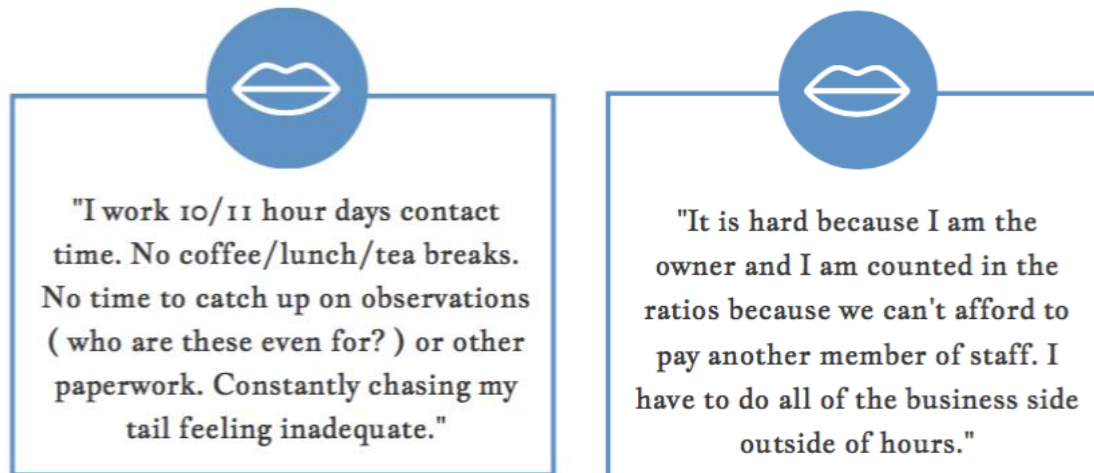 "I work 10/11 hour days contact
time. No coffee/lunch/tea breaks.
No time to catch up on observations
( who are these even for? ) or other
paperwork. Constantly chasing my
tail feeling inadequate."
"It is hard because I am the
owner and I am counted in the
ratios because we can't afford to
pay another member of staff. I
have to do all of the business side
outside of hours."